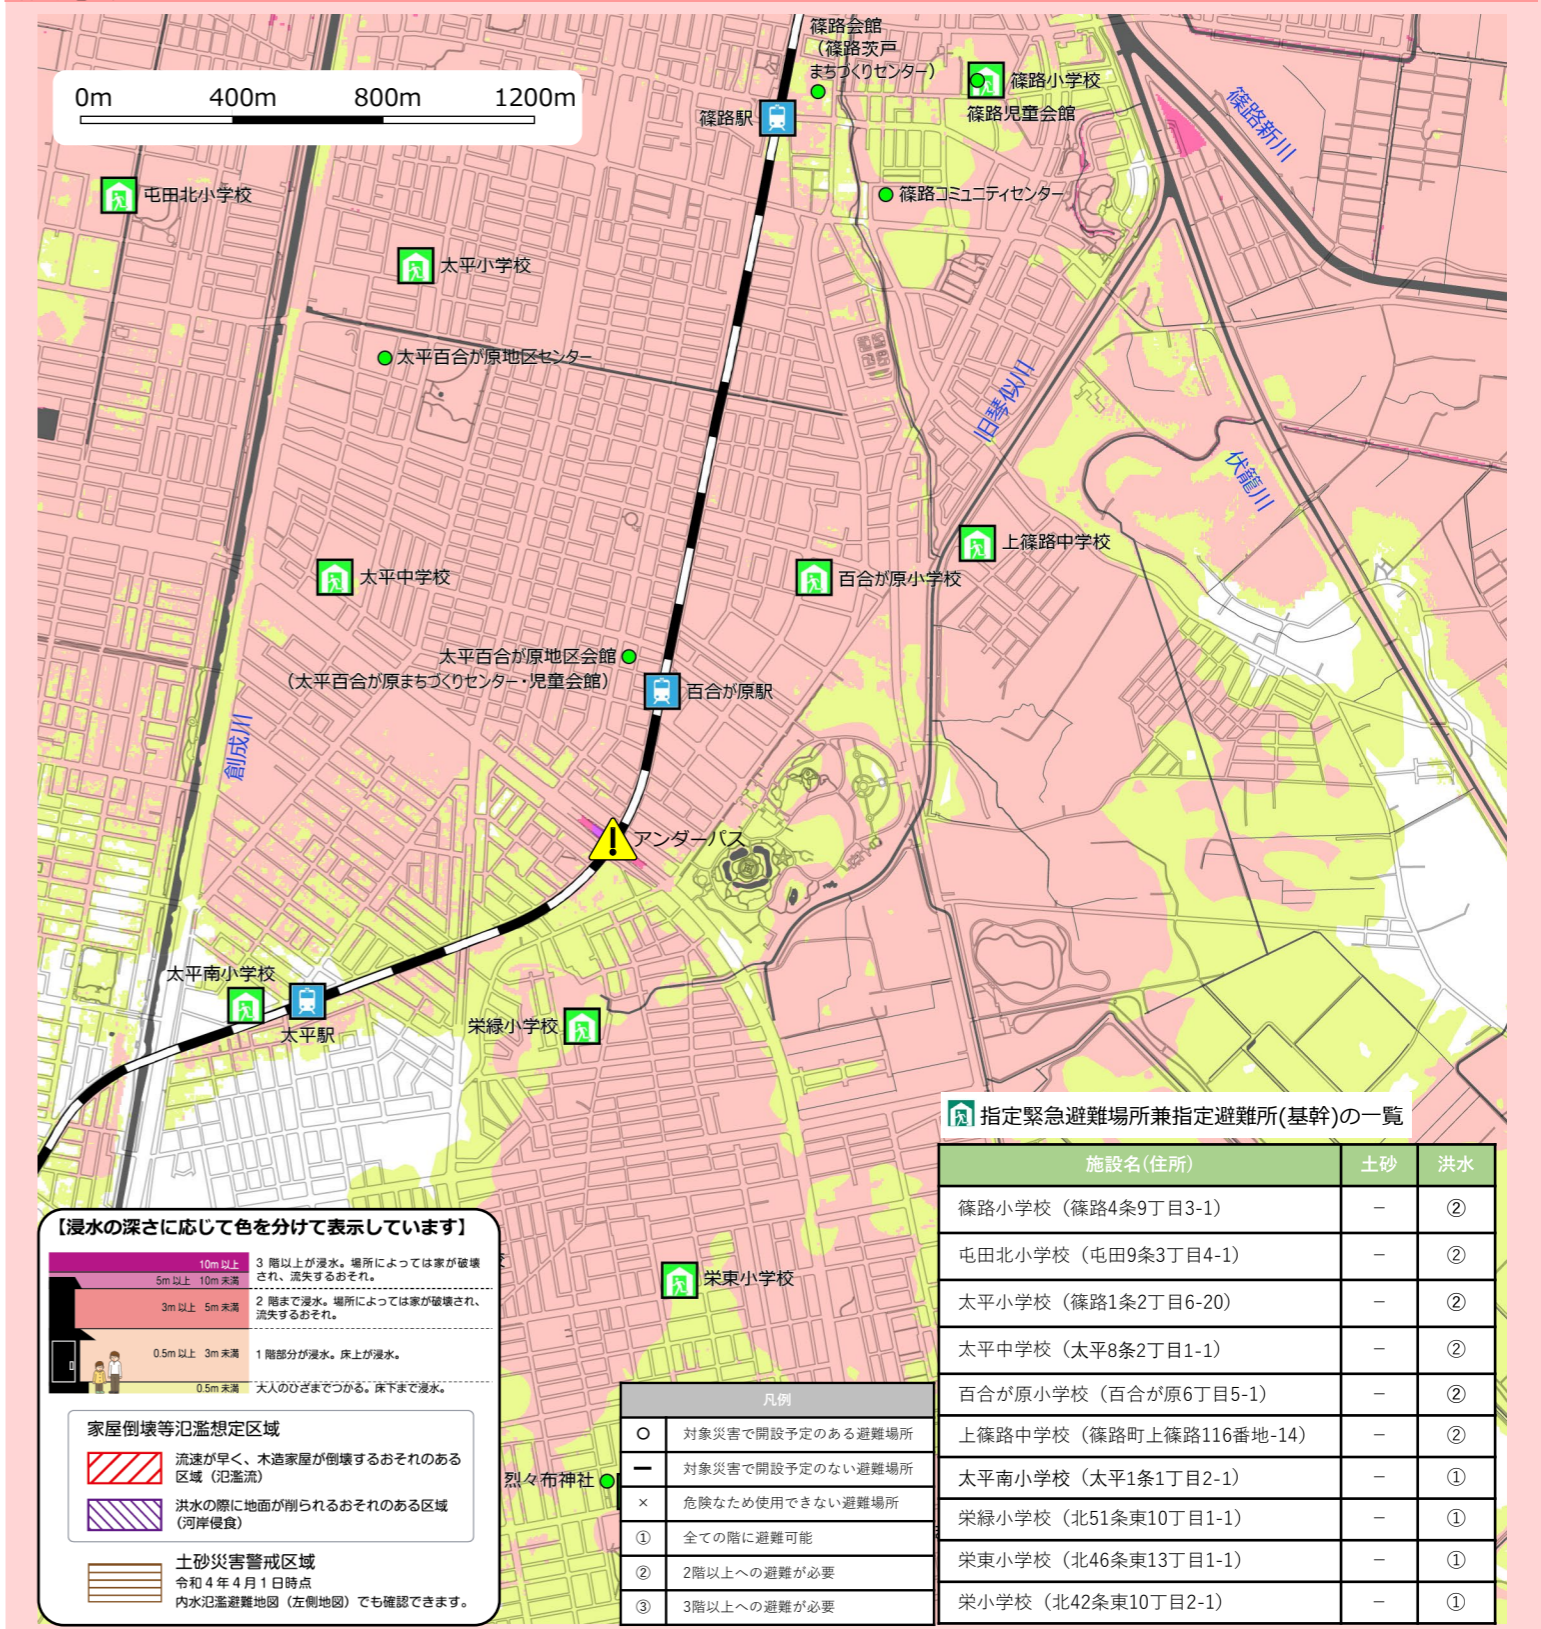 0m 400m 800m 1200m
篠路会館
(篠路茨戸
まちづくりセンター)
篠路小学校
篠路児童会館
篠路新川
篠路駅
屯田北小学校
篠路コミュニティセンター
太平小学校
太平百合が原地区センター
旧琴似川
伏籠川
上篠路中学校
太平中学校
百合が原小学校
太平百合が原地区会館
(太平百合が原まちづくりセンター・児童会館)
百合が原駅
創成川
アンダーパス
太平南小学校
太平駅
栄緑小学校
栄東小学校
烈々布神社
指定緊急避難場所兼指定避難所(基幹)の一覧
施設名(住所) 土砂 洪水
篠路小学校(篠路4条9丁目3-1) − ②
屯田北小学校(屯田9条3丁目4-1) − ②
太平小学校(篠路1条2丁目6-20) − ②
太平中学校(太平8条2丁目1-1) − ②
百合が原小学校(百合が原6丁目5-1) − ②
上篠路中学校(篠路町上篠路116番地-14) − ②
太平南小学校(太平1条1丁目2-1) − ①
栄緑小学校(北51条東10丁目1-1) − ①
栄東小学校(北46条東13丁目1-1) − ①
栄小学校(北42条東10丁目2-1) − ①
【浸水の深さに応じて色を分けて表示しています】
10m以上 3階以上が浸水。場所によっては家が破壊
され、流失するおそれ。
5m以上 10m未満
3m以上 5m未満 2階まで浸水。場所によっては家が破壊され、
流失するおそれ。
0.5m以上 3m未満 1階部分が浸水。床上が浸水。
0.5m未満 大人のひざまでつかる。床下まで浸水。
家屋倒壊等氾濫想定区域
流速が早く、木造家屋が倒壊するおそれのある
区域(氾濫流)
洪水の際に地面が削られるおそれのある区域
(河岸侵食)
土砂災害警戒区域
令和4年4月1日時点
内水氾濫避難地図(左側地図)でも確認できます。
凡例
○ 対象災害で開設予定のある避難場所
ー 対象災害で開設予定のない避難場所
× 危険なため使用できない避難場所
① 全ての階に避難可能
② 2階以上への避難が必要
③ 3階以上への避難が必要